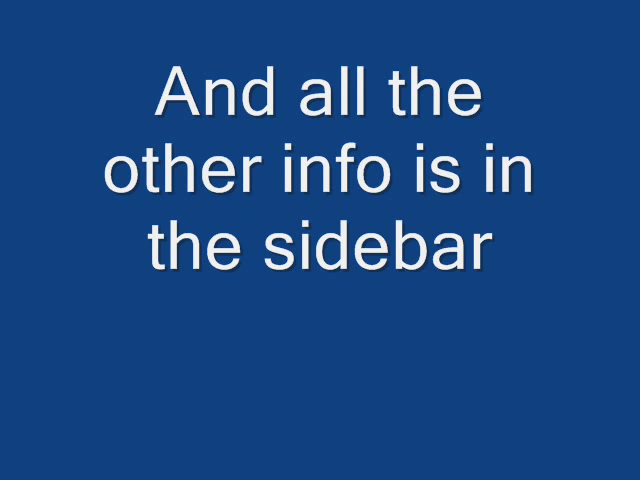 And all the
other info is in
the sidebar